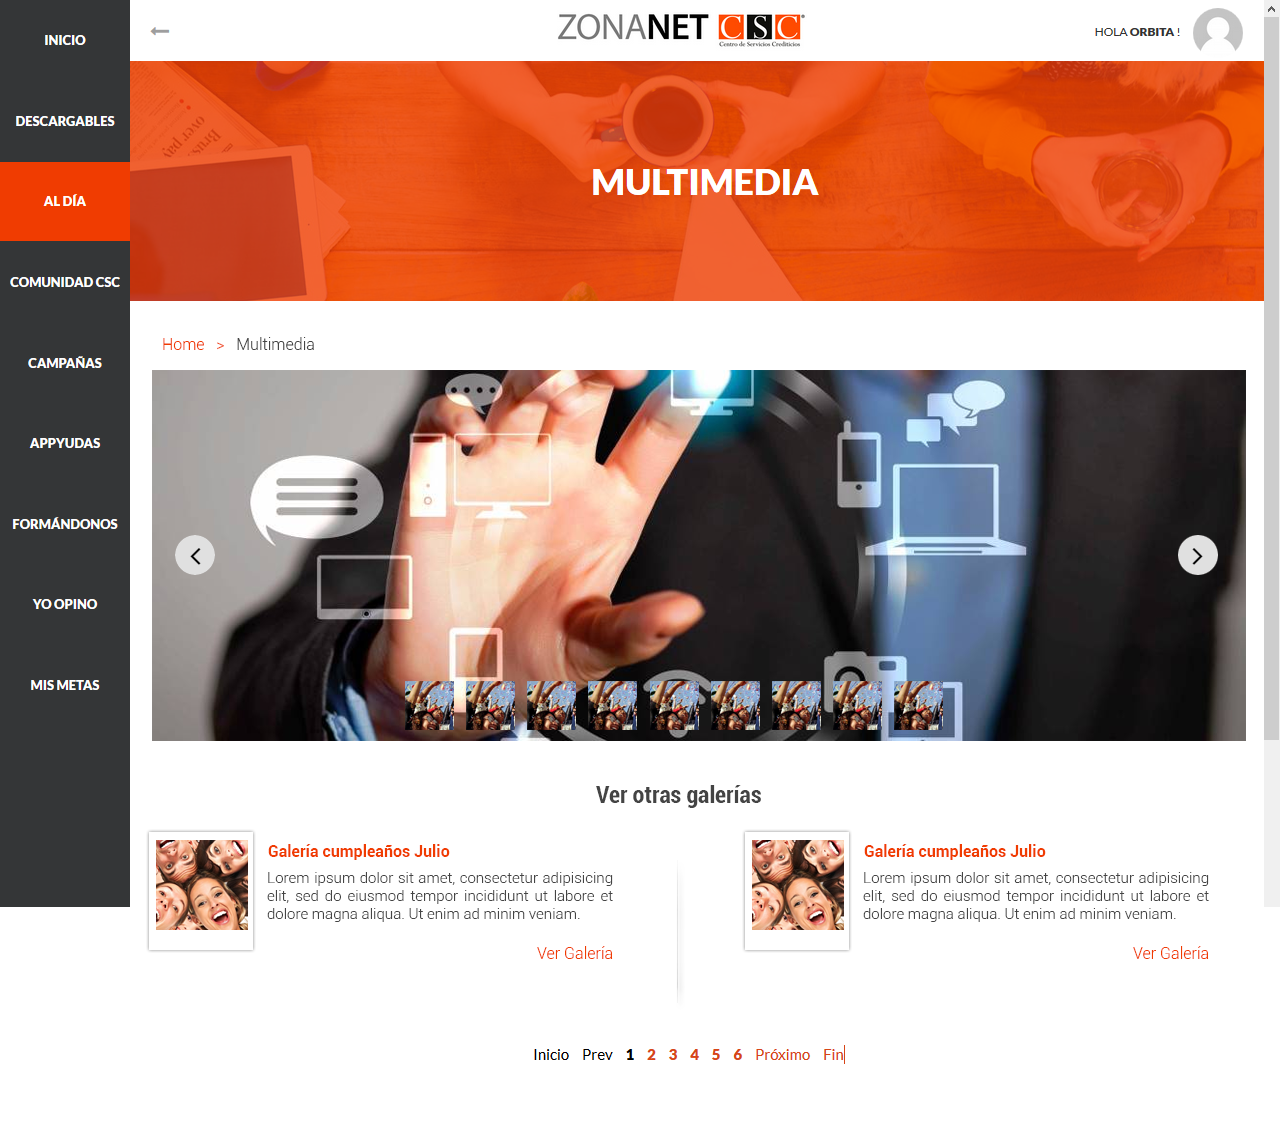 INICIO
DESCARGABLES
AL DÍA
COMUNIDAD CSC
CAMPAÑAS
APPYUDAS
FORMÁNDONOS
YO OPINO
MIS METAS
ZONANET CSC
Centro de Servicios Crediticios
HOLA ORBITA !
MULTIMEDIA
Home > Multimedia
Ver otras galerías
Galería cumpleaños Julio
Lorem ipsum dolor sit amet, consectetur adipisicing
elit, sed do eiusmod tempor incididunt ut labore et
dolore magna aliqua. Ut enim ad minim veniam.
Ver Galería
Galería cumpleaños Julio
Lorem ipsum dolor sit amet, consectetur adipisicing
elit, sed do eiusmod tempor incididunt ut labore et
dolore magna aliqua. Ut enim ad minim veniam.
Ver Galería
Inicio Prev 1 2 3 4 5 6 Próximo Fin